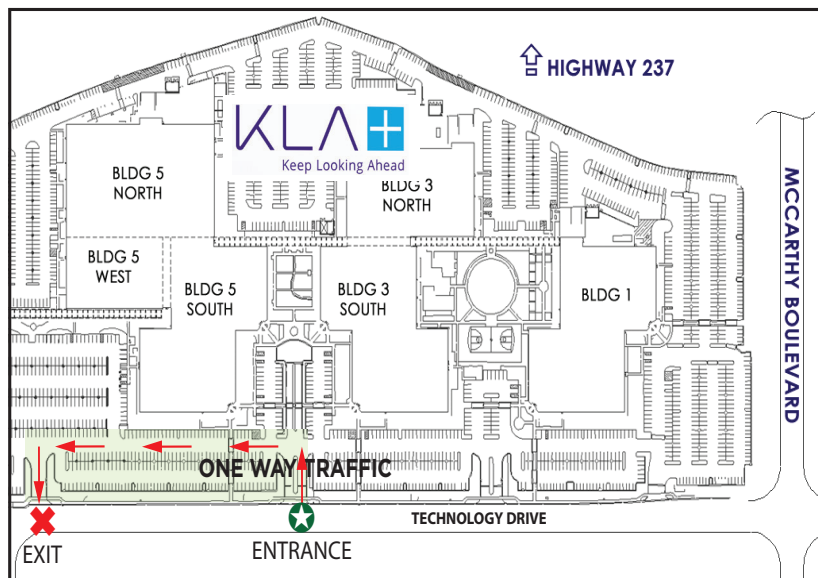 HIGHWAY 237
KLA+
Keep Looking Ahead
BLDG 5
NORTH
BLDG 3
NORTH
MCCARTHY BOULEVARD
BLDG 5
WEST
BLDG 5
SOUTH
BLDG 3
SOUTH
BLDG 1
ONE WAY TRAFFIC
TECHNOLOGY DRIVE
EXIT
ENTRANCE